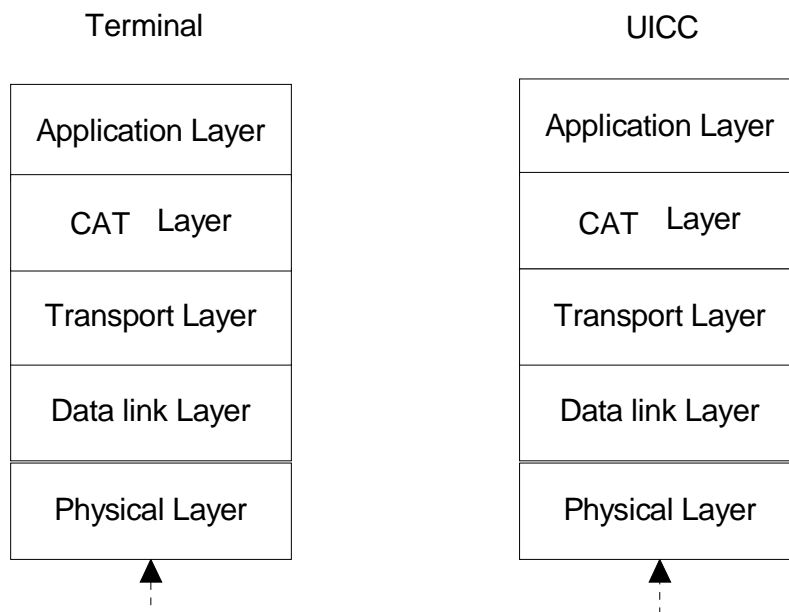 Terminal
UICC
Application Layer
Application Layer
CAT Layer
CAT Layer
Transport Layer
Transport Layer
Data link Layer
Data link Layer
Physical Layer
Physical Layer